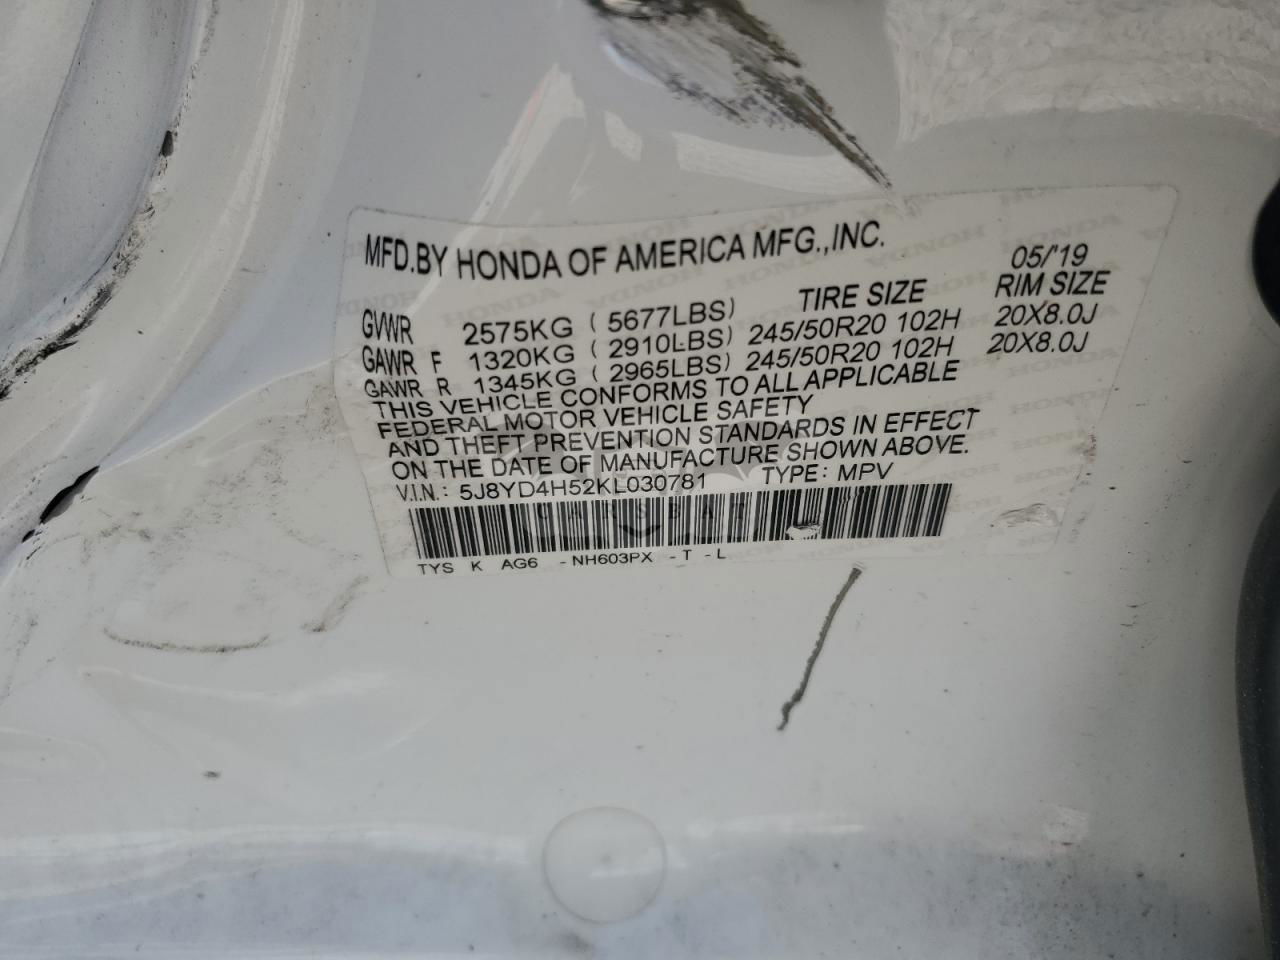 MFD.BY HONDA OF AMERICA MFG.,INC. 05/'19
TIRE SIZE RIM SIZE
GVWR 2575KG ( 5677LBS)
GAWR F 1320KG ( 2910LBS) 245/50R20 102H 20X8.0J
GAWR R 1345KG ( 2965LBS) 245/50R20 102H 20X8.0J
THIS VEHICLE CONFORMS TO ALL APPLICABLE
FEDERAL MOTOR VEHICLE SAFETY
AND THEFT PREVENTION STANDARDS IN EFFECT
ON THE DATE OF MANUFACTURE SHOWN ABOVE.
V.I.N.: 5J8YD4H52KL030781 TYPE: MPV
TYS K AG6 -NH603PX -T -L